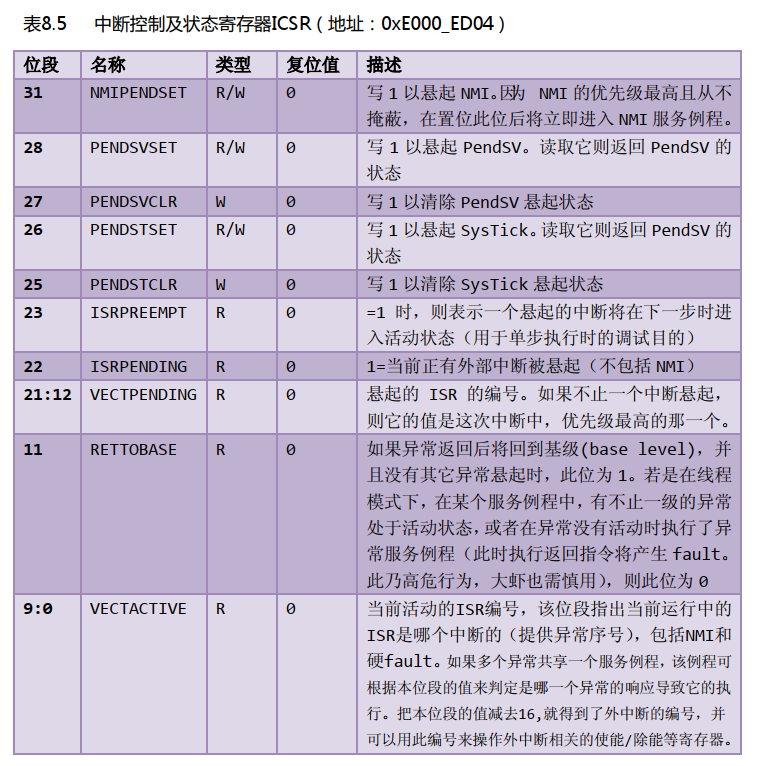 表8.5 中断控制及状态寄存器ICSR（地址：0xE000_ED04）
位段 名称 类型 复位值 描述
31 NMIPENDSET R/W 0 写 1 以悬起 NMI。因为 NMI 的优先级最高且从不
掩蔽，在置位此位后将立即进入 NMI 服务例程。
28 PENDSVSET R/W 0 写 1 以悬起 PendSV。读取它则返回 PendSV 的
状态
27 PENDSVCLR W 0 写 1 以清除 PendSV 悬起状态
26 PENDSTSET R/W 0 写 1 以悬起 SysTick。读取它则返回 PendSV 的
状态
25 PENDSTCLR W 0 写 1 以清除 SysTick 悬起状态
23 ISRPREEMPT R 0 =1 时，则表示一个悬起的中断将在下一步时进
入活动状态（用于单步执行时的调试目的）
22 ISRPENDING R 0 1=当前正有外部中断被悬起（不包括 NMI）
21:12 VECTPENDING R 0 悬起的 ISR 的编号。如果不止一个中断悬起，
则它的值是这次中断中，优先级最高的那一个。
11 RETTOBASE R 0 如果异常返回后将回到基级(base level)，并
且没有其它异常悬起时，此位为 1。若是在线程
模式下，在某个服务例程中，有不止一级的异常
处于活动状态，或者在异常没有活动时执行了异
常服务例程（此时执行返回指令将产生 fault。
此乃高危行为，大虾也需慎用），则此位为 0
9:0 VECTACTIVE R 0 当前活动的ISR编号，该位段指出当前运行中的
ISR是哪个中断的（提供异常序号），包括NMI和
硬fault。如果多个异常共享一个服务例程，该例程可
根据本位段的值来判定是哪一个异常的响应导致它的执
行。把本位段的值减去16,就得到了外中断的编号，并
可以用此编号来操作外中断相关的使能/除能等寄存器。